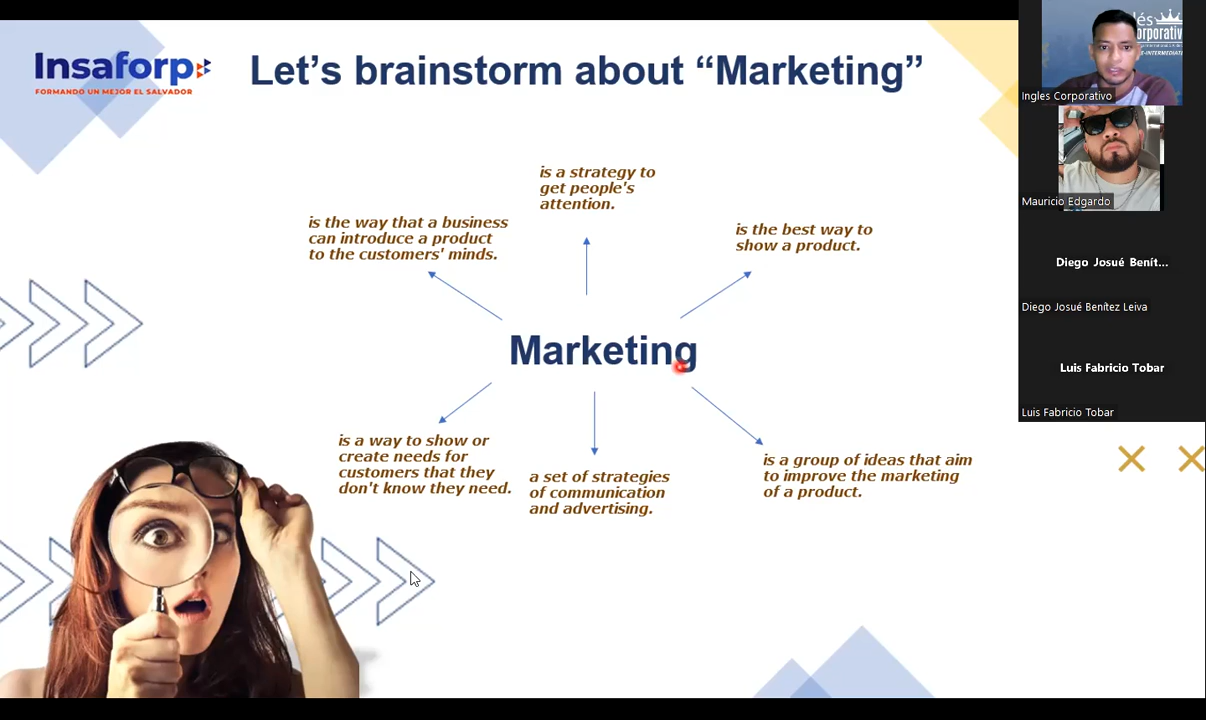 Insaforp
FORMANDO UN MEJOR EL SALVADOR
Let's brainstorm about “Marketing”
is a strategy to
get people's
attention.
is the way that a business
can introduce a product
to the customers' minds.
is the best way to
show a product.
Marketing
is a way to show or
create needs for
customers that they
don't know they need.
a set of strategies
of communication
and advertising.
is a group of ideas that aim
to improve the marketing
of a product.
Ingles Corporativo
Mauricio Edgardo
Diego Josué Benít...
Diego Josué Benítez Leiva
Luis Fabricio Tobar
Luis Fabricio Tobar